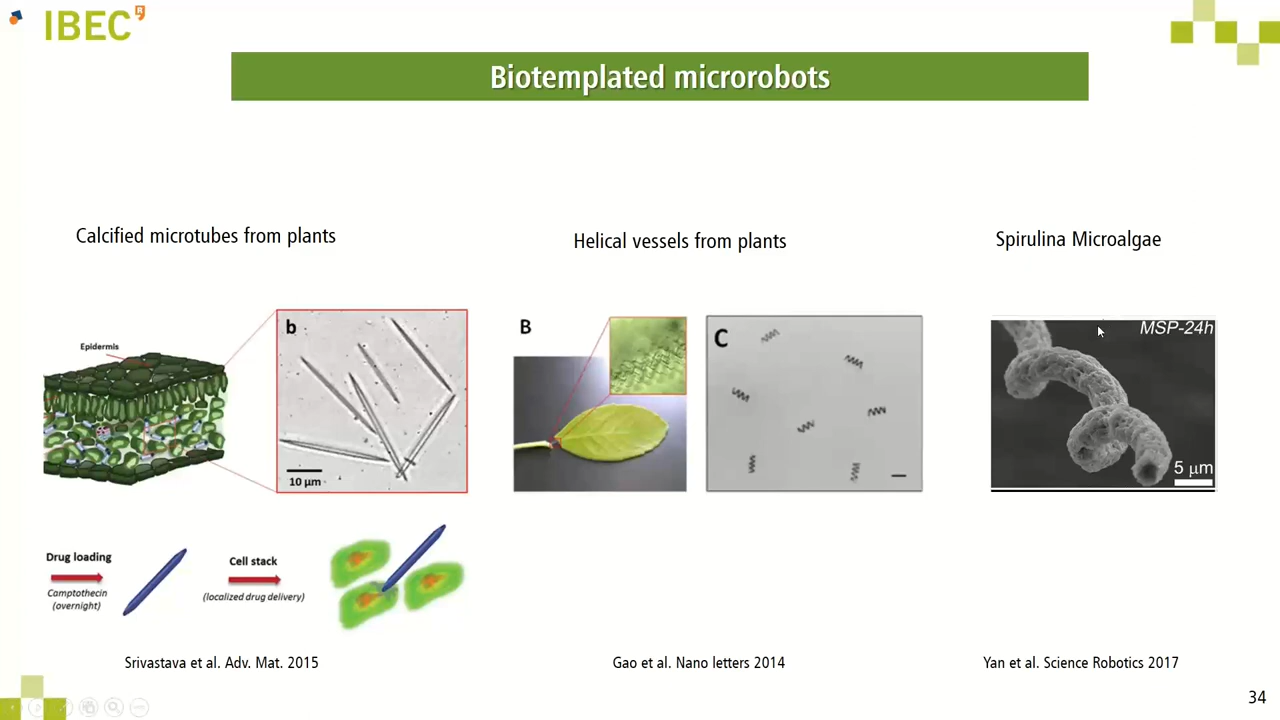 IBEC
R
Biotemplated microrobots
Calcified microtubes from plants
Helical vessels from plants
Spirulina Microalgae
Epidermis
b
10 μm
B
C
MSP-24h
5 μm
Drug loading
Camptothecin
(overnight)
Cell stack
(localized drug delivery)
Srivastava et al. Adv. Mat. 2015
Gao et al. Nano letters 2014
Yan et al. Science Robotics 2017
34